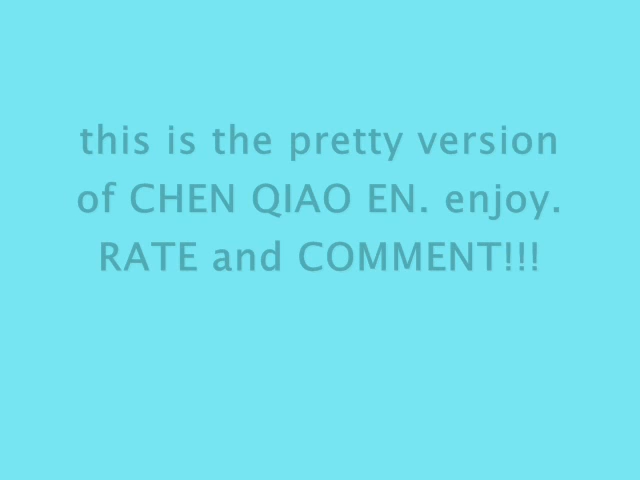 this is the pretty version
of CHEN QIAO EN. enjoy.
RATE and COMMENT!!!